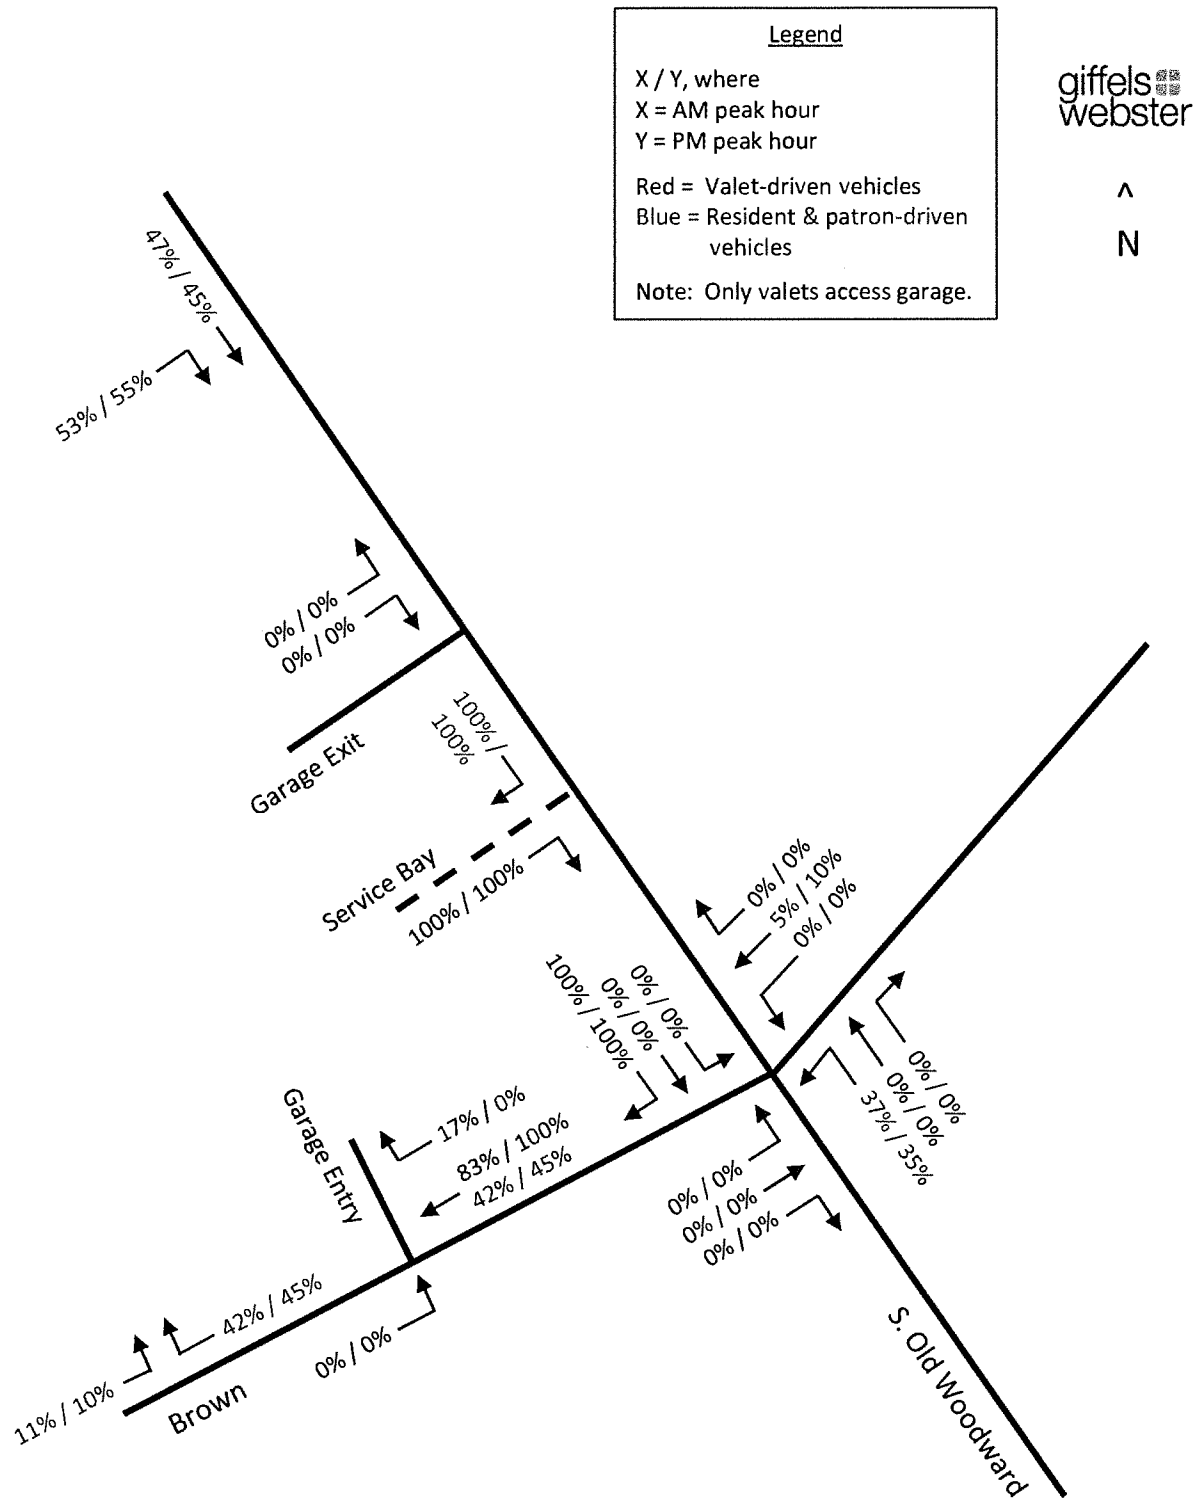 Legend
X / Y, where
X = AM peak hour
Y = PM peak hour
Red = Valet-driven vehicles
Blue = Resident & patron-driven
vehicles
Note: Only valets access garage.
giffels
webster
^
N
47% / 45%
53% / 55%
0% / 0%
0% / 0%
Garage Exit
100% /
100%
Service Bay
100% / 100%
0% / 0%
5% / 10%
0% / 0%
0% / 0%
0% / 0%
100% / 100%
0% / 0%
0% / 0%
37% / 35%
Garage Entry
17% / 0%
83% / 100%
42% / 45%
0% / 0%
0% / 0%
0% / 0%
42% / 45%
0% / 0%
11% / 10%
Brown
S. Old Woodward